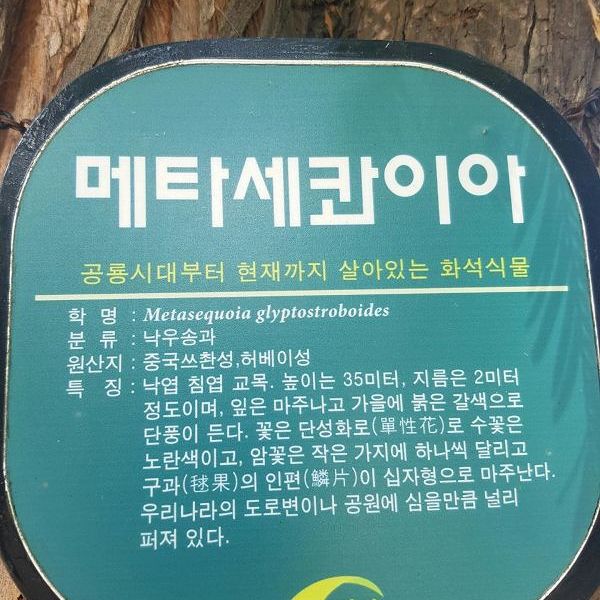 메타세콰이아
공룡시대부터 현재까지 살아있는 화석식물
학 명 : Metasequoia glyptostroboides
분 류 : 낙우송과
원산지 : 중국쓰촨성,허베이성
특 징 : 낙엽 침엽 교목. 높이는 35미터, 지름은 2미터
정도이며, 잎은 마주나고 가을에 붉은 갈색으로
단풍이 든다. 꽃은 단성화로(單性花)로 수꽃은
노란색이고, 암꽃은 작은 가지에 하나씩 달리고
구과(毬果)의 인편(鱗片)이 십자형으로 마주난다.
우리나라의 도로변이나 공원에 심을만큼 널리
퍼져 있다.